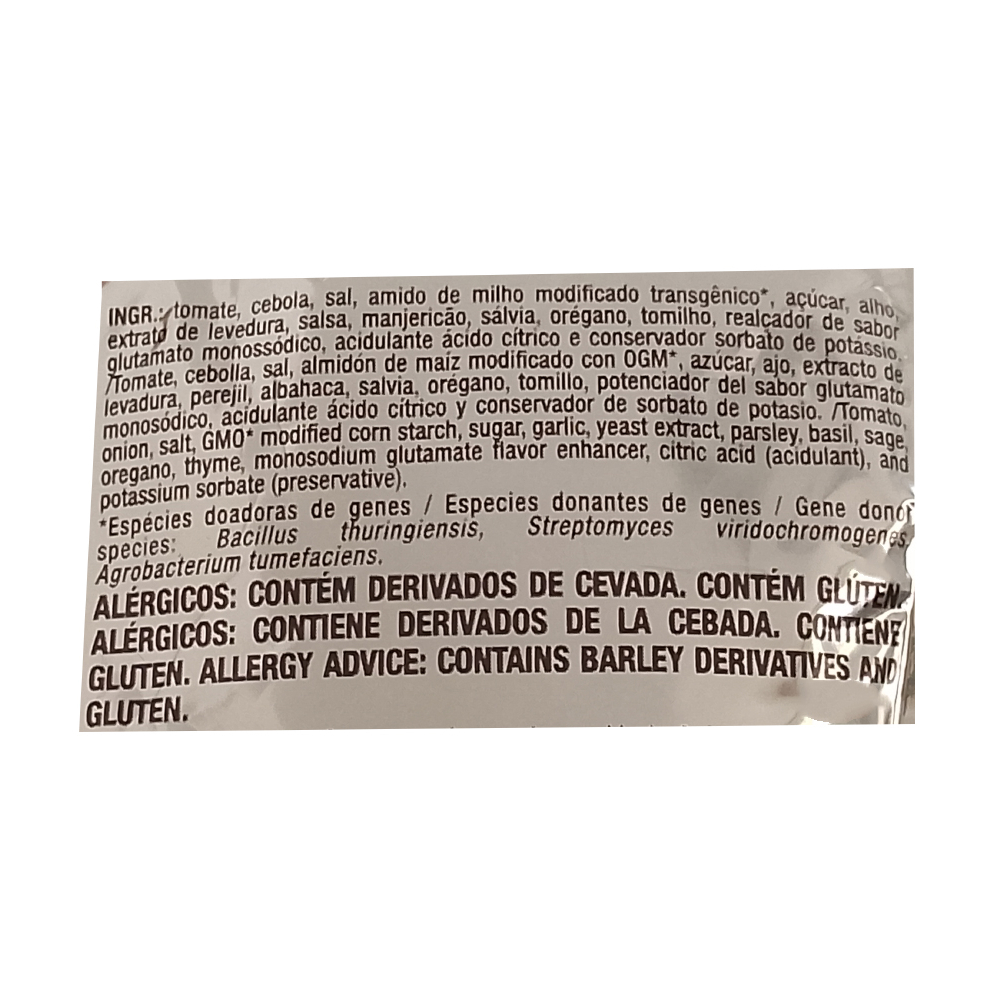 INGR.: tomate, cebola, sal, amido de milho modificado transgênico*, açúcar, alho,
extrato de levedura, salsa, manjericão, sálvia, orégano, tomilho, realçador de sabor
glutamato monossódico, acidulante ácido cítrico e conservador sorbato de potássio.
/Tomate, cebolla, sal, almidón de maíz modificado con OGM*, azúcar, ajo, extracto de
levadura, perejil, albahaca, salvia, orégano, tomillo, potenciador del sabor glutamato
monosódico, acidulante ácido cítrico y conservador de sorbato de potasio. /Tomato,
onion, salt, GMO* modified corn starch, sugar, garlic, yeast extract, parsley, basil, sage,
oregano, thyme, monosodium glutamate flavor enhancer, citric acid (acidulant), and
potassium sorbate (preservative).
*Espécies doadoras de genes / Especies donantes de genes / Gene donor
species: Bacillus thuringiensis, Streptomyces viridochromogenes,
Agrobacterium tumefaciens.
ALÉRGICOS: CONTÉM DERIVADOS DE CEVADA. CONTÉM GLÚTEN.
ALÉRGICOS: CONTIENE DERIVADOS DE LA CEBADA. CONTIENE
GLUTEN. ALLERGY ADVICE: CONTAINS BARLEY DERIVATIVES AND
GLUTEN.